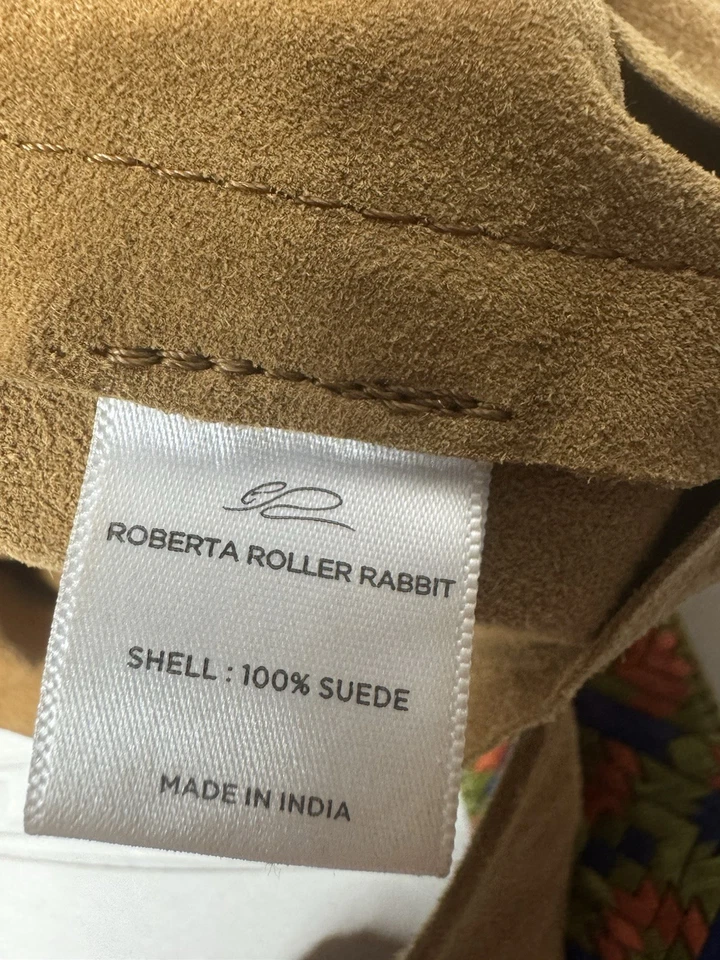 ROBERTA ROLLER RABBIT
SHELL : 100% SUEDE
MADE IN INDIA